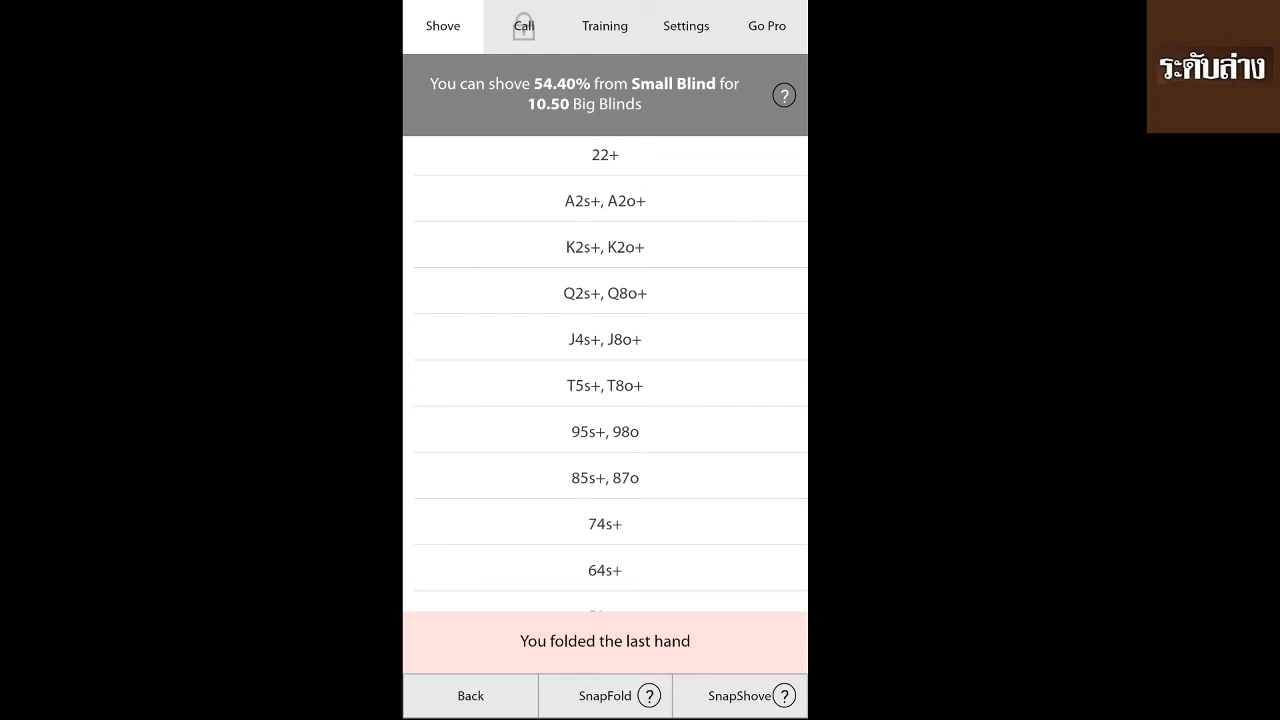 Shove Call Training Settings Go Pro
ระดับล่าง
You can shove 54.40% from Small Blind for
10.50 Big Blinds
?
22+
A2s+, A2o+
K2s+, K2o+
Q2s+, Q8o+
J4s+, J8o+
T5s+, T8o+
95s+, 98o
85s+, 87o
74s+
64s+
You folded the last hand
Back SnapFold ? SnapShove ?